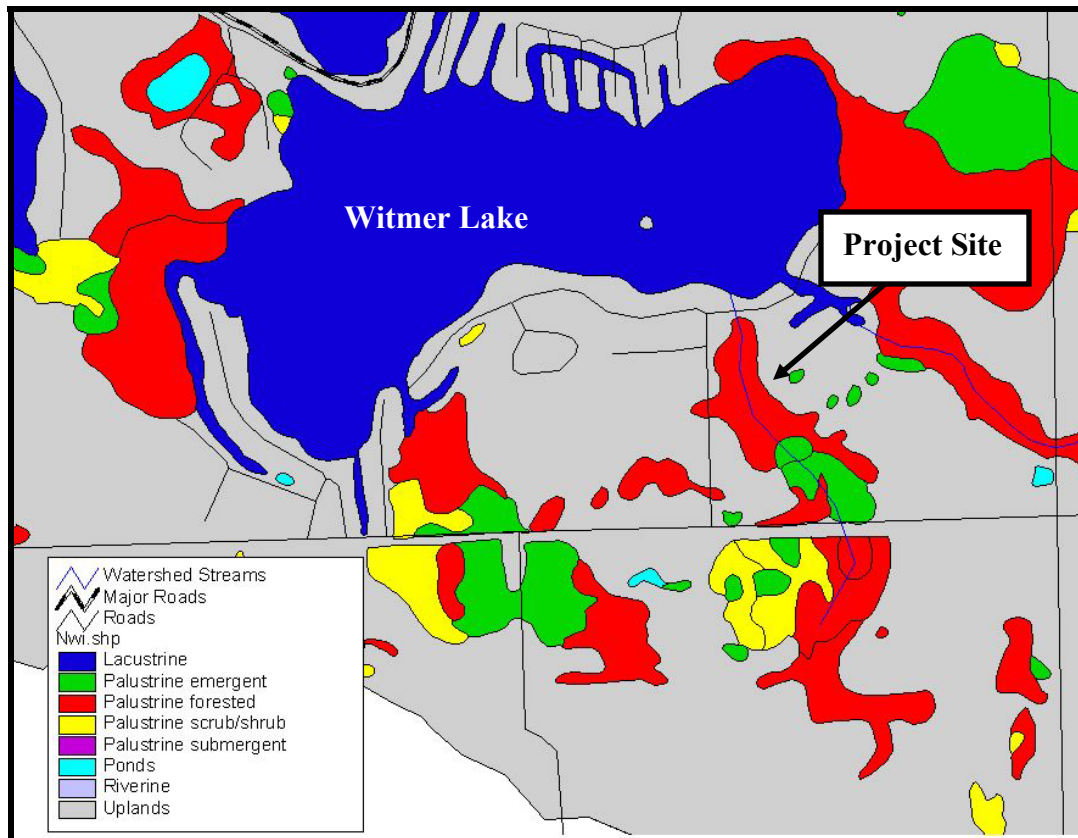 Witmer Lake
Project Site
Watershed Streams
Major Roads
Roads
Nwi.shp
Lacustrine
Palustrine emergent
Palustrine forested
Palustrine scrub/shrub
Palustrine submergent
Ponds
Riverine
Uplands